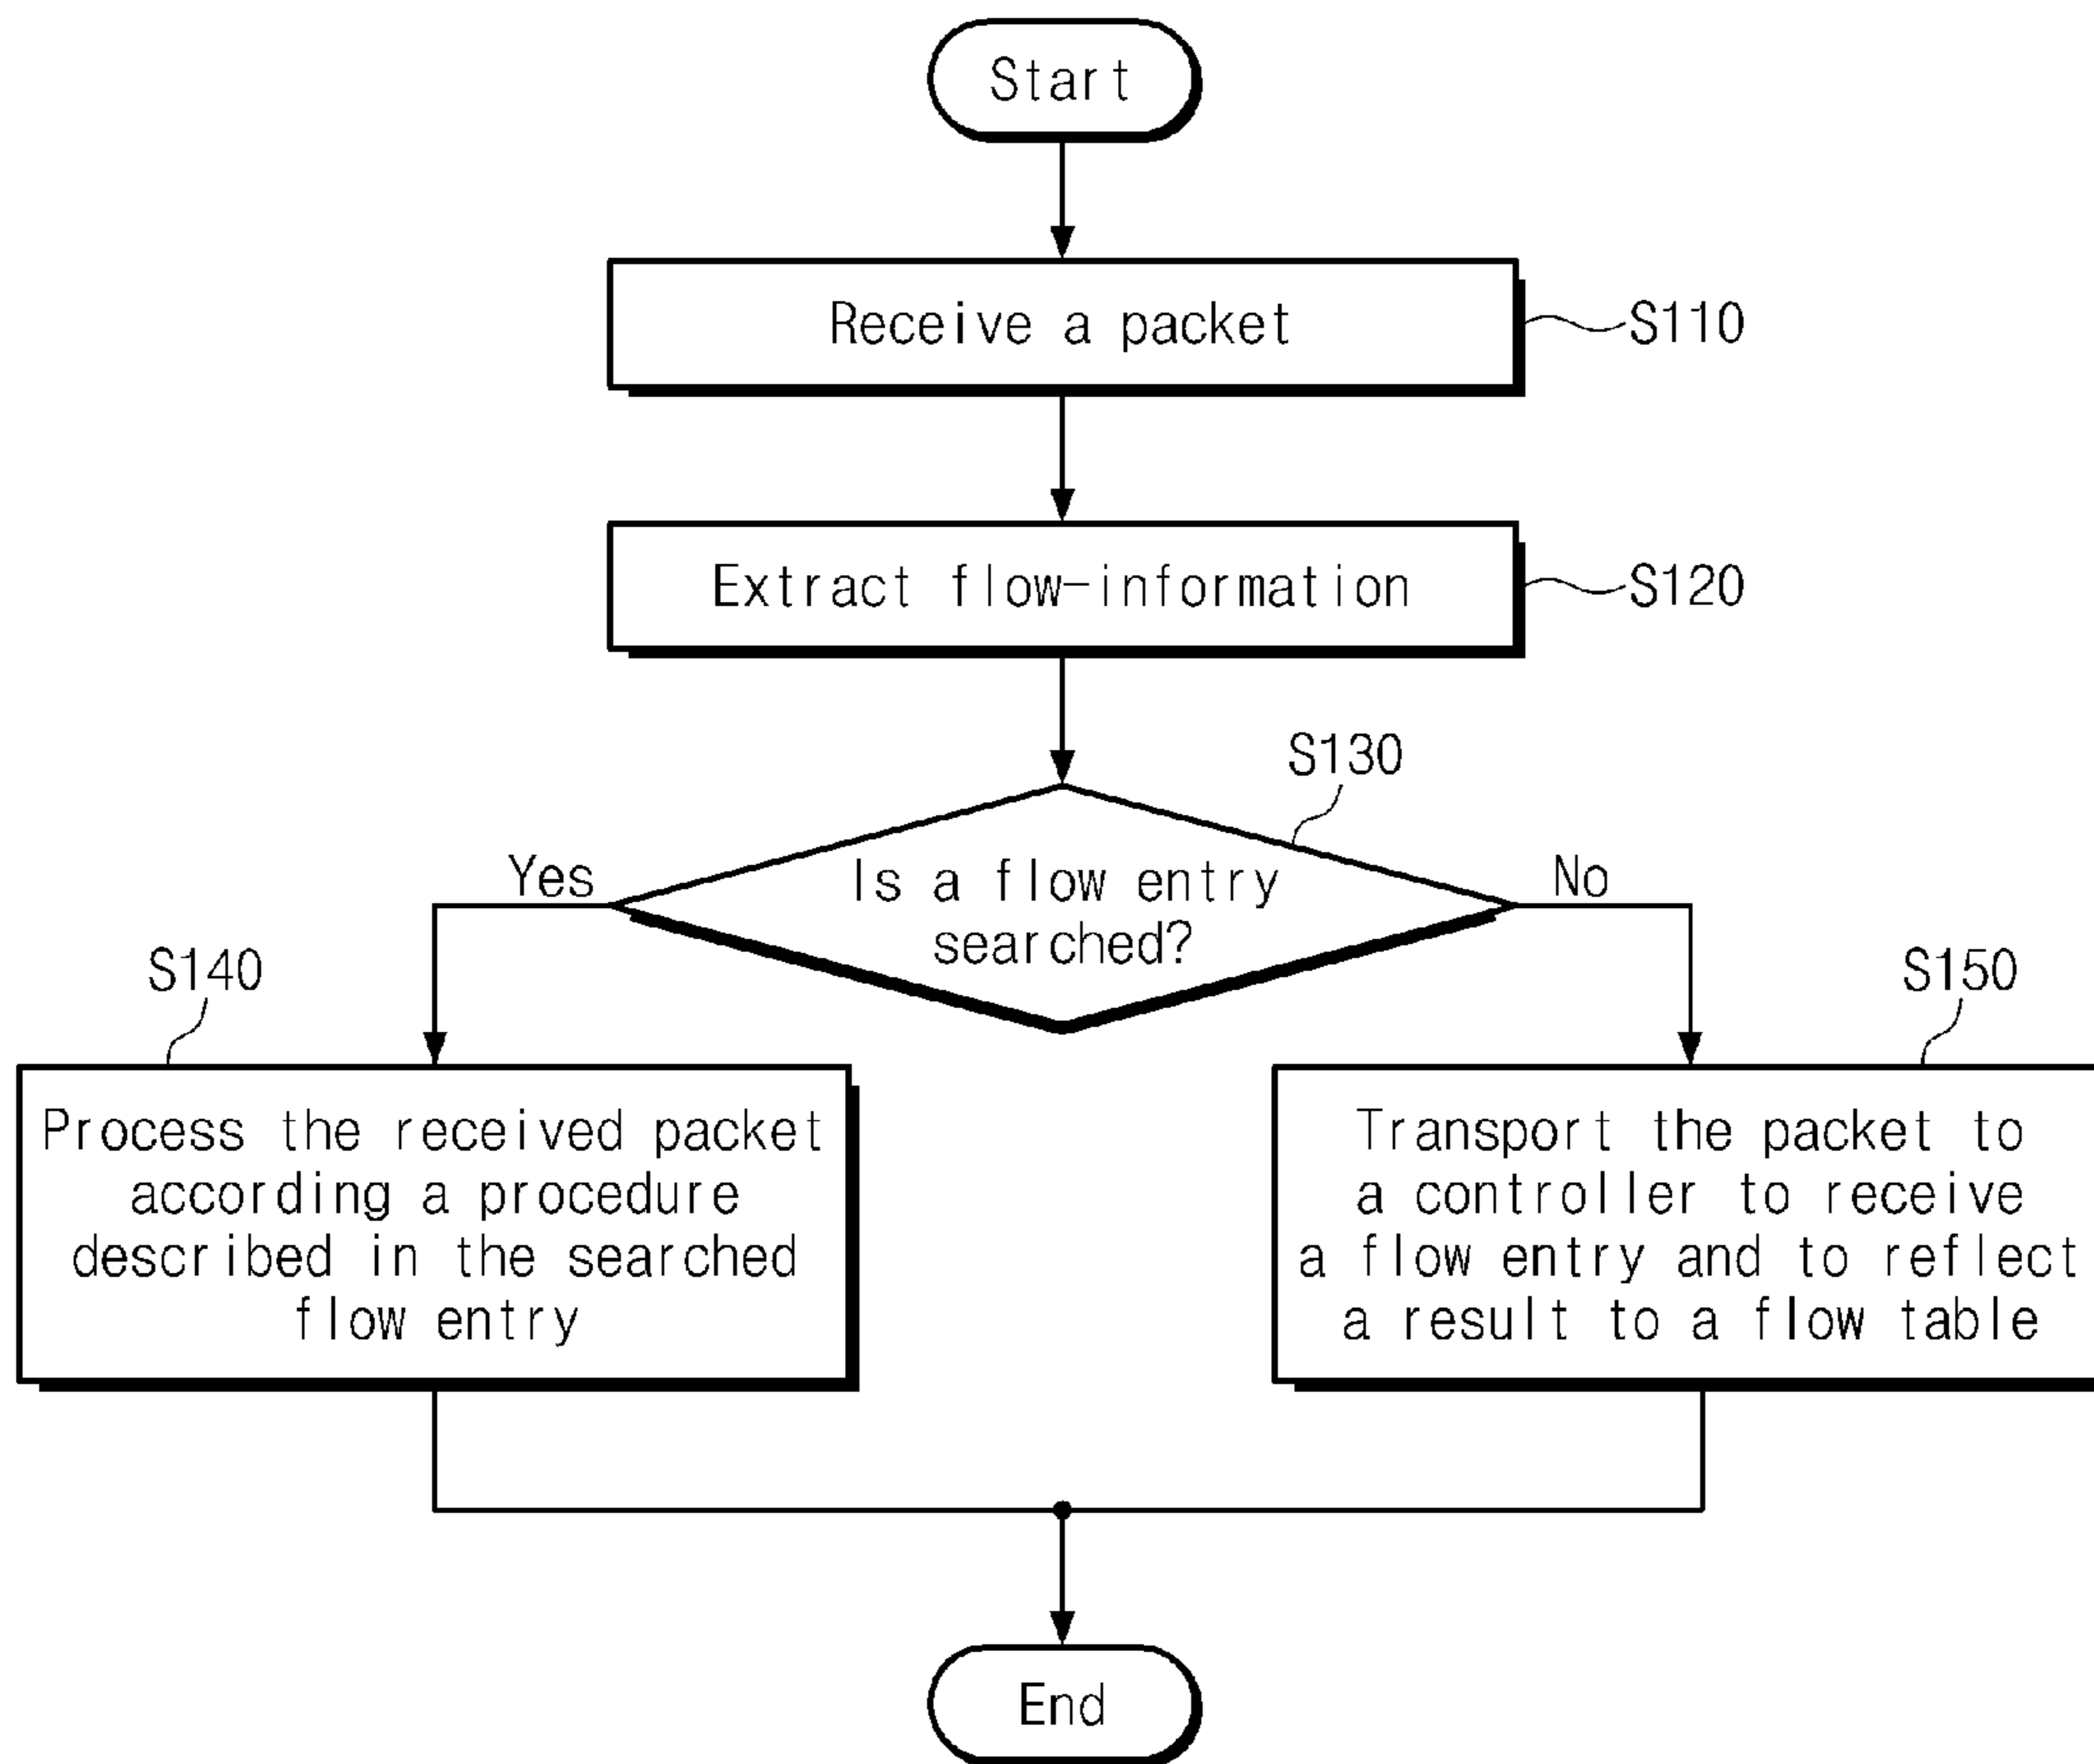 Start
Receive a packet
S110
Extract flow-information
S120
S130
Is a flow entry
searched?
Yes
No
S140
S150
Process the received packet
according a procedure
described in the searched
flow entry
Transport the packet to
a controller to receive
a flow entry and to reflect
a result to a flow table
End